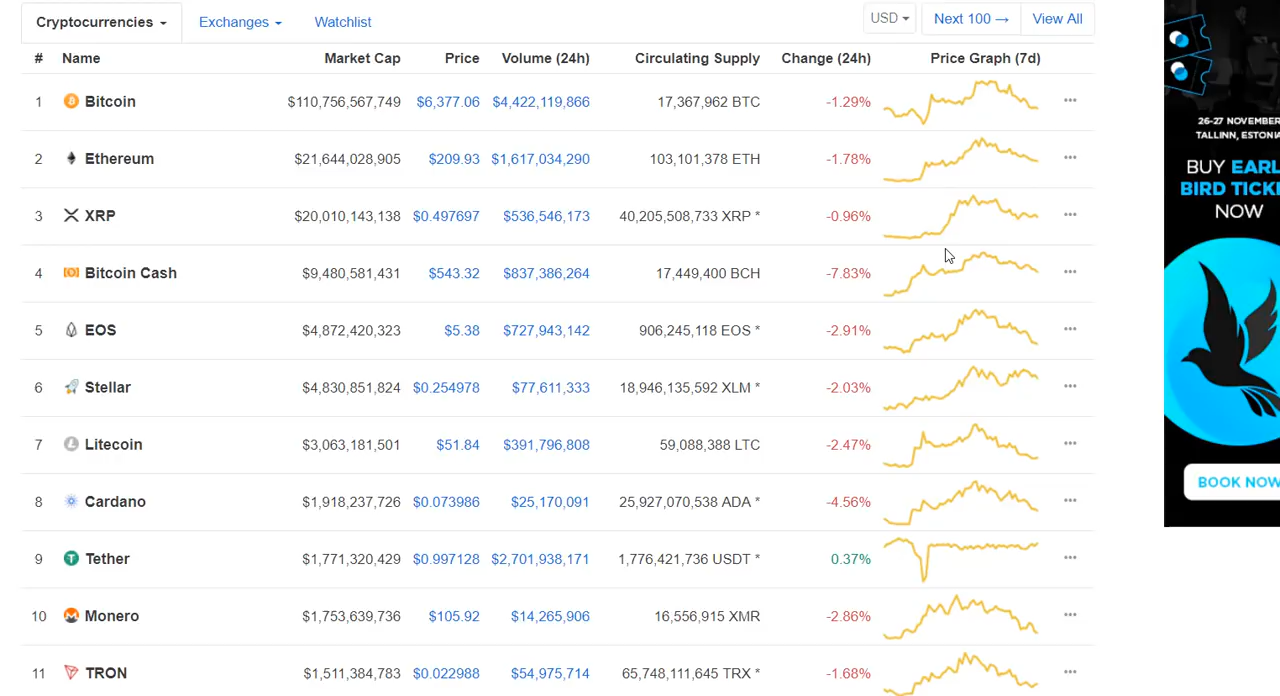 Cryptocurrencies Exchanges Watchlist USD Next 100 → View All
# Name Market Cap Price Volume (24h) Circulating Supply Change (24h) Price Graph (7d)
1 Bitcoin $110,756,567,749 $6,377.06 $4,422,119,866 17,367,962 BTC -1.29%
2 Ethereum $21,644,028,905 $209.93 $1,617,034,290 103,101,378 ETH -1.78%
3 XRP $20,010,143,138 $0.497697 $536,546,173 40,205,508,733 XRP * -0.96%
4 Bitcoin Cash $9,480,581,431 $543.32 $837,386,264 17,449,400 BCH -7.83%
5 EOS $4,872,420,323 $5.38 $727,943,142 906,245,118 EOS * -2.91%
6 Stellar $4,830,851,824 $0.254978 $77,611,333 18,946,135,592 XLM * -2.03%
7 Litecoin $3,063,181,501 $51.84 $391,796,808 59,088,388 LTC -2.47%
8 Cardano $1,918,237,726 $0.073986 $25,170,091 25,927,070,538 ADA * -4.56%
9 Tether $1,771,320,429 $0.997128 $2,701,938,171 1,776,421,736 USDT * 0.37%
10 Monero $1,753,639,736 $105.92 $14,265,906 16,556,915 XMR -2.86%
11 TRON $1,511,384,783 $0.022988 $54,975,714 65,748,111,645 TRX * -1.68%
26-27 NOVEMBER
TALLINN, ESTONIA
BUY EARL
BIRD TICKE
NOW
BOOK NOW